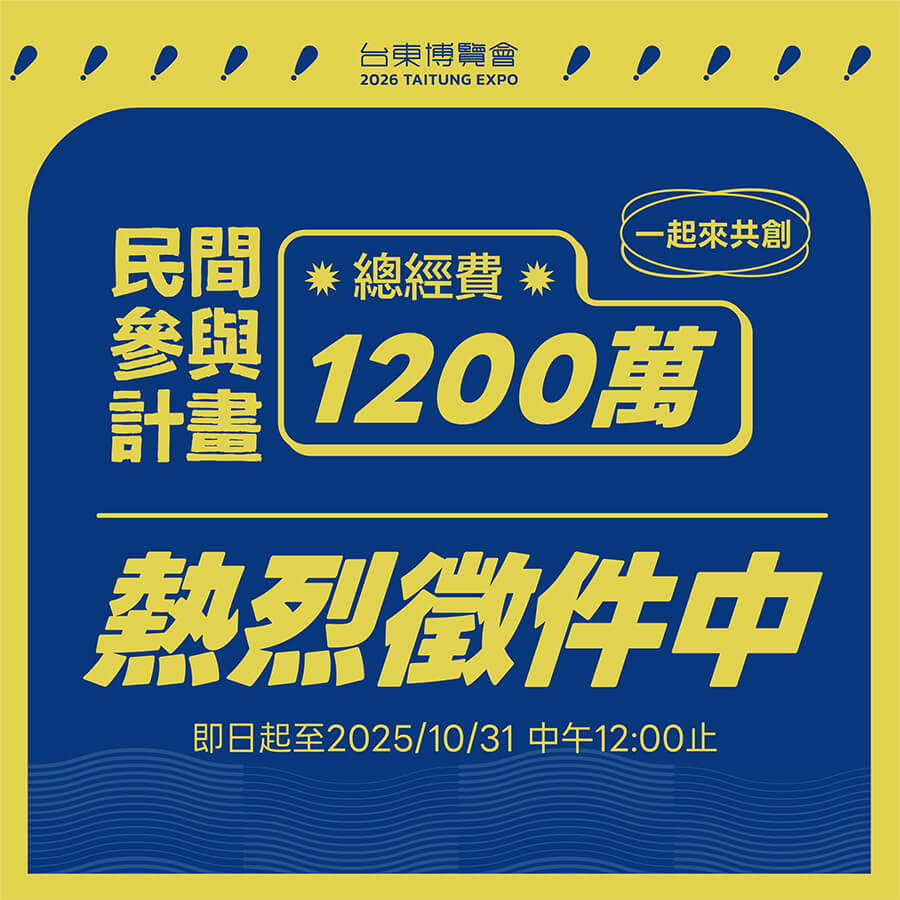 台東博覽會
2026 TAITUNG EXPO
一起來共創
民間
參與
計畫
總經費
1200萬
熱烈徵件中
即日起至2025/10/31 中午12:00止